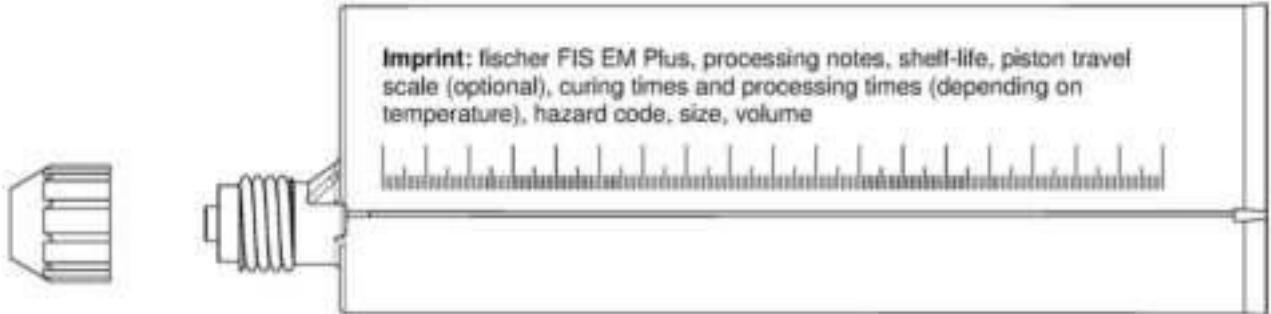 Imprint: fischer FIS EM Plus, processing notes, shelf-life, piston travel
scale (optional), curing times and processing times (depending on
temperature), hazard code, size, volume